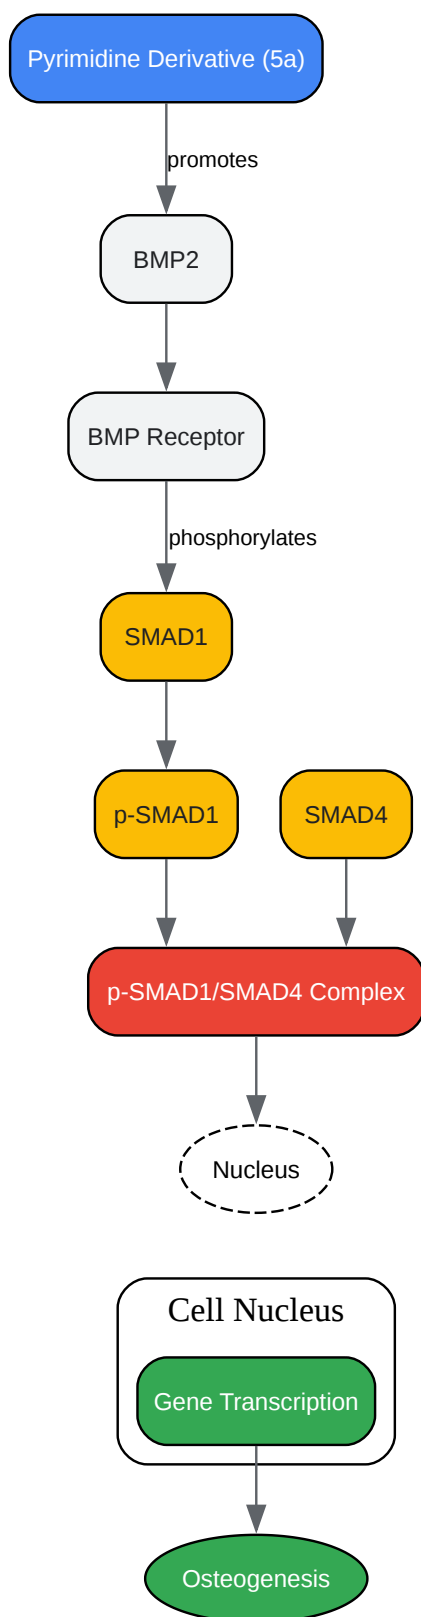 Pyrimidine Derivative (5a)
promotes
BMP2
BMP Receptor
phosphorylates
SMAD1
p-SMAD1
SMAD4
p-SMAD1/SMAD4 Complex
Nucleus
Cell Nucleus
Gene Transcription
Osteogenesis